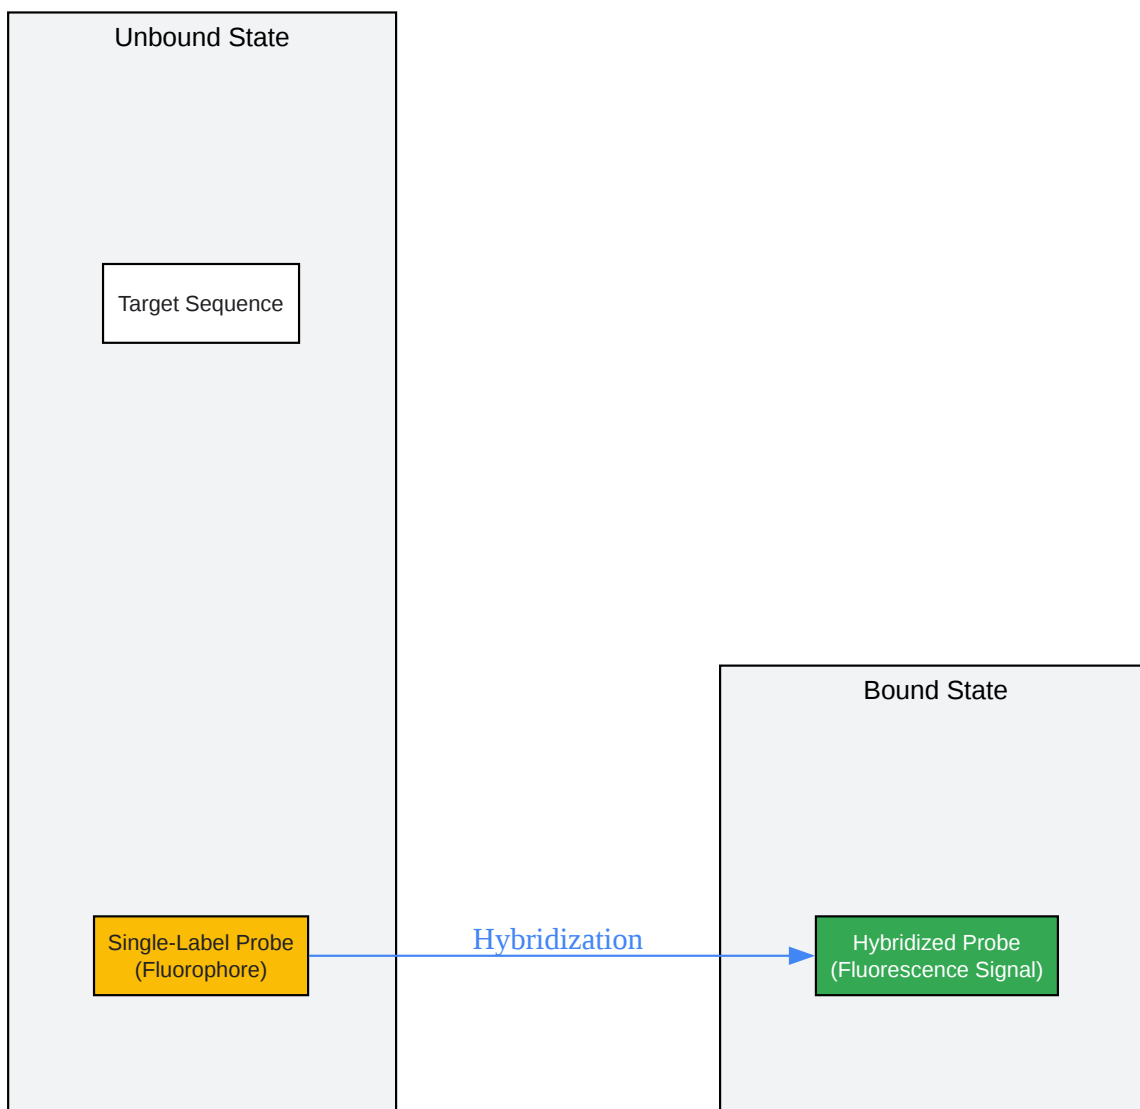 Unbound State
Target Sequence
Bound State
Single-Label Probe
(Fluorophore)
Hybridization
Hybridized Probe
(Fluorescence Signal)